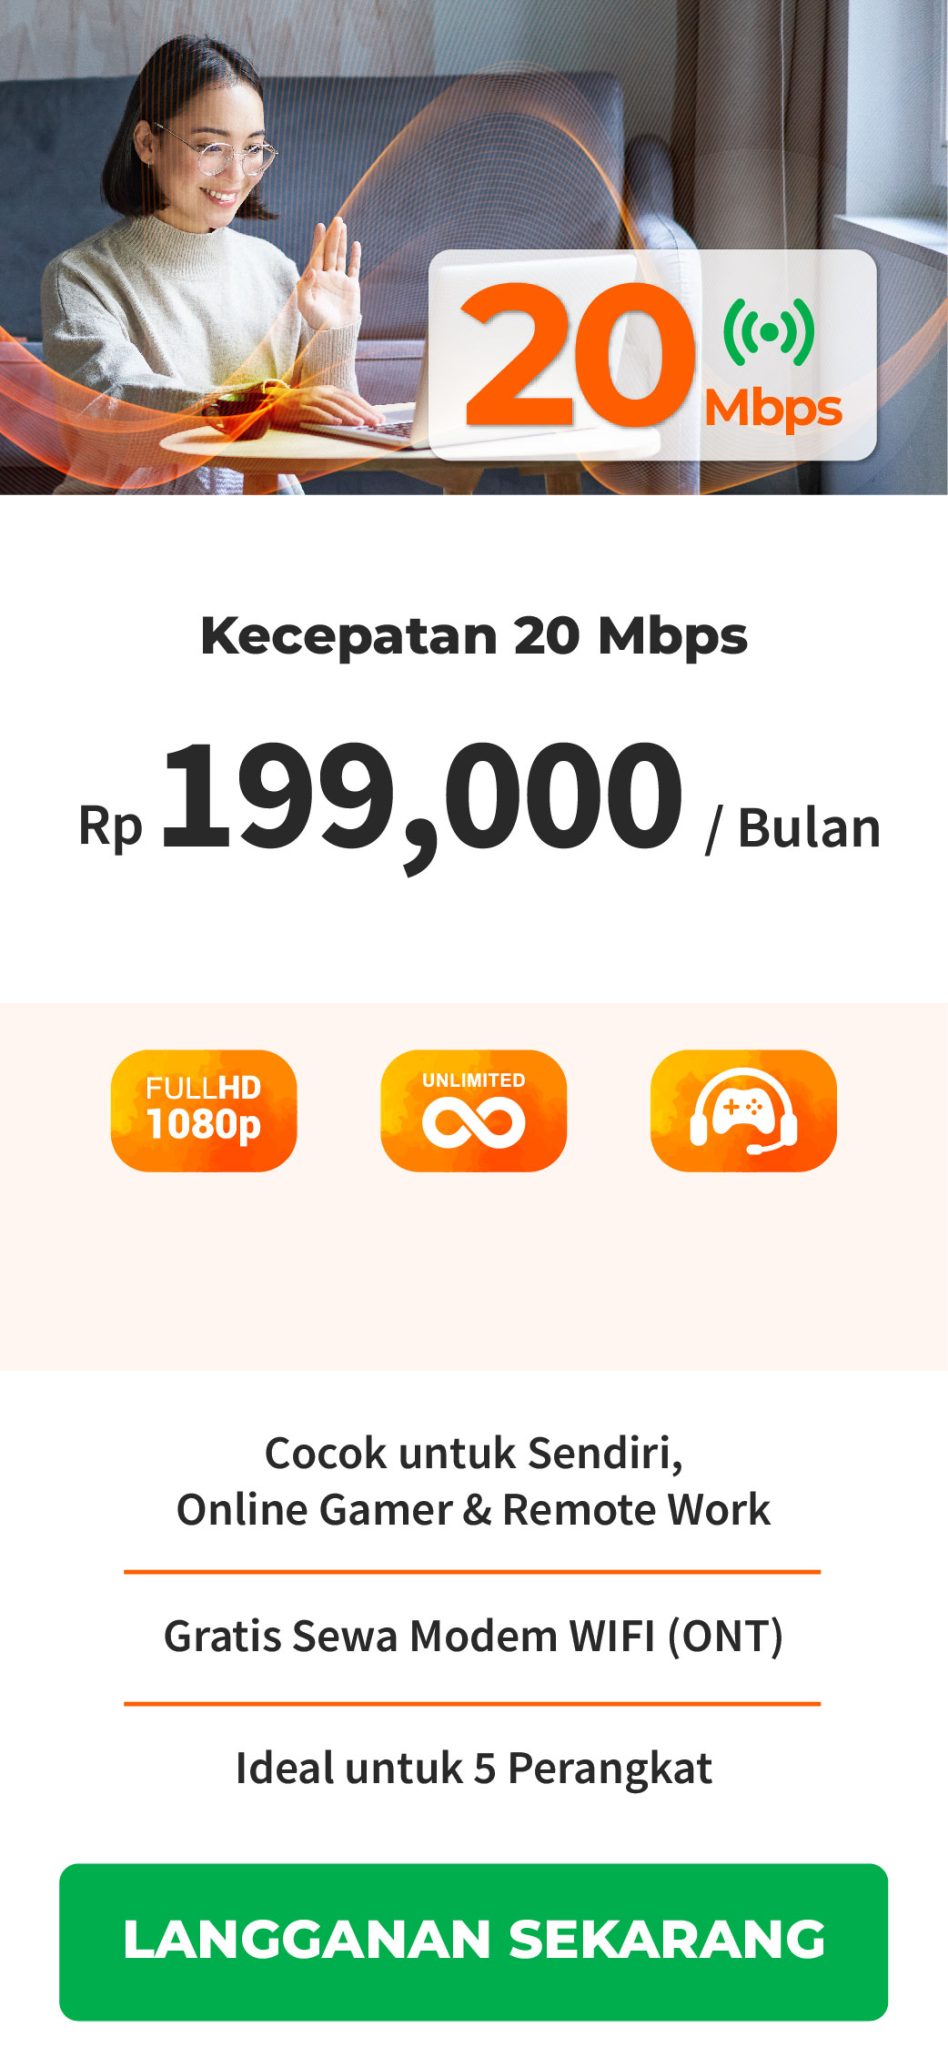 20
Mbps
Kecepatan 20 Mbps
Rp 199,000 / Bulan
FULLHD
1080p
UNLIMITED
Cocok untuk Sendiri,
Online Gamer & Remote Work
Gratis Sewa Modem WIFI (ONT)
Ideal untuk 5 Perangkat
LANGGANAN SEKARANG